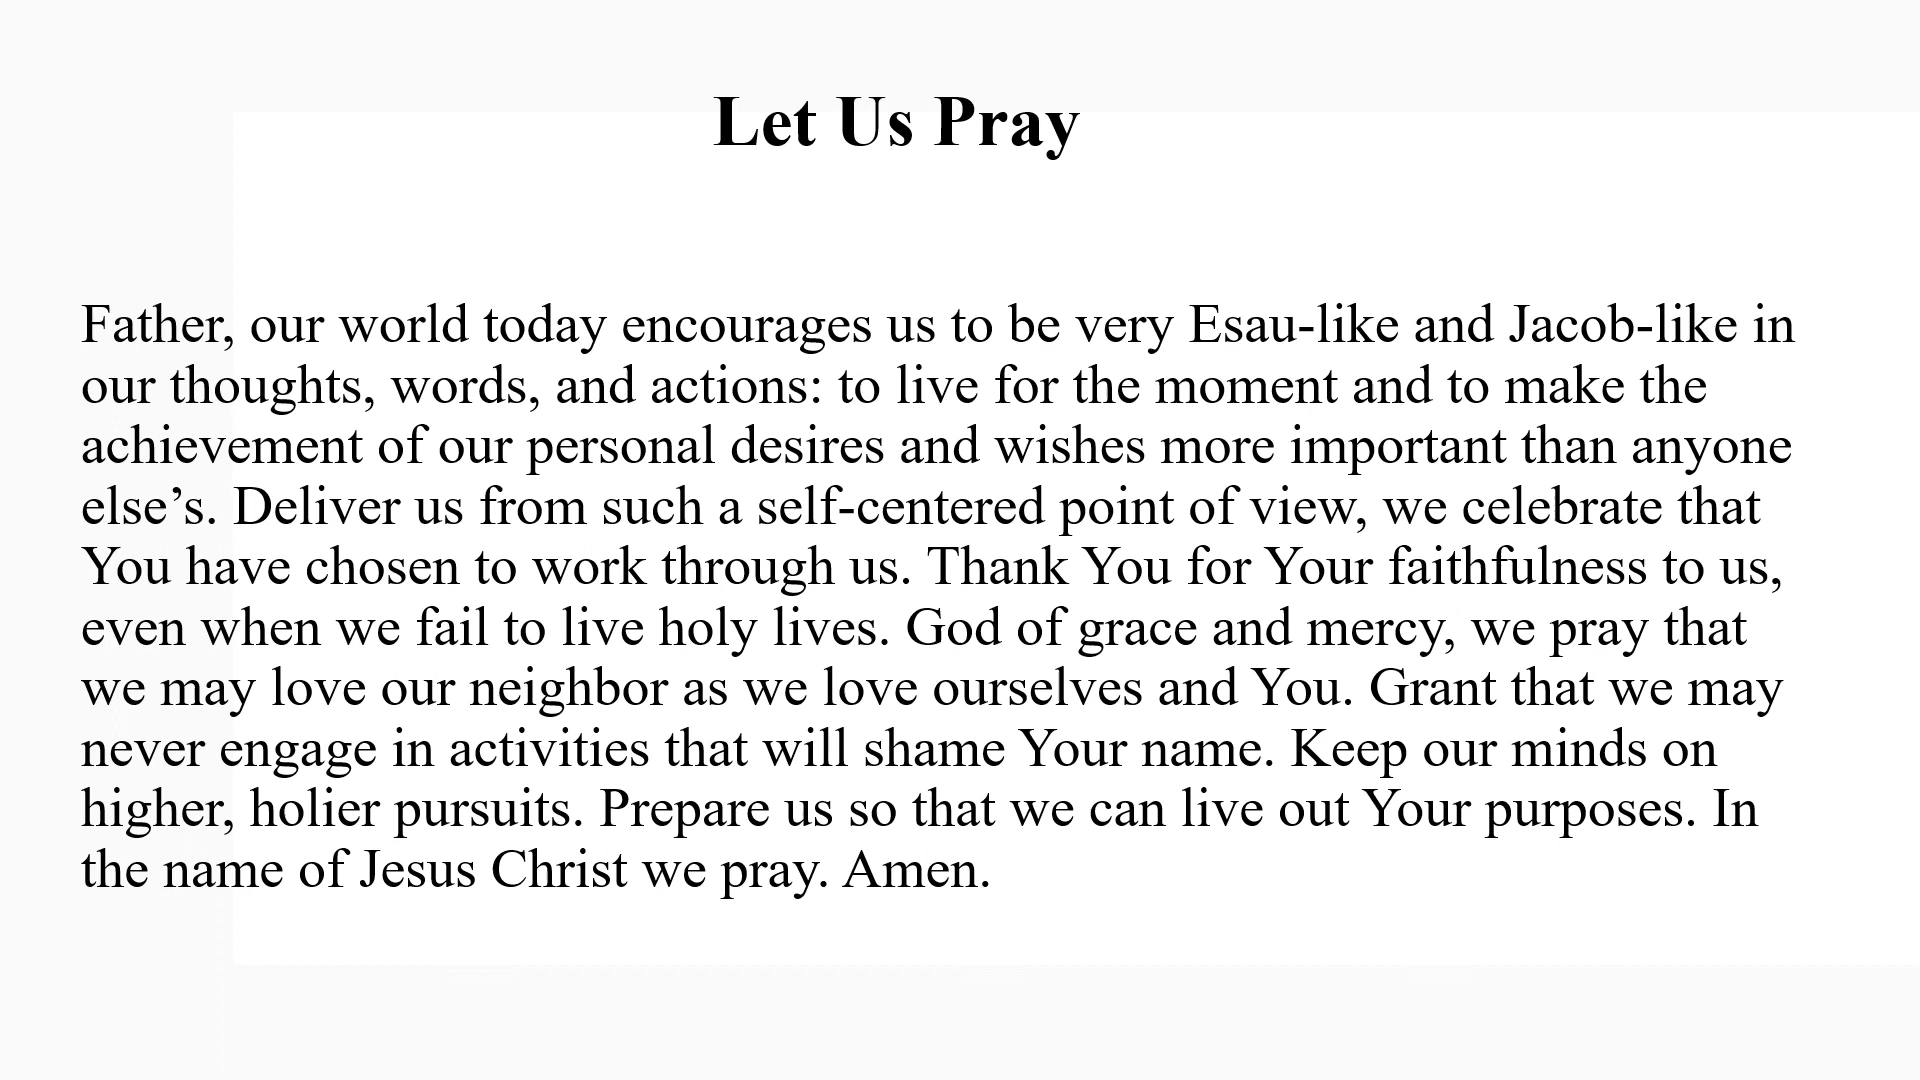 Let Us Pray
Father, our world today encourages us to be very Esau-like and Jacob-like in
our thoughts, words, and actions: to live for the moment and to make the
achievement of our personal desires and wishes more important than anyone
else’s. Deliver us from such a self-centered point of view, we celebrate that
You have chosen to work through us. Thank You for Your faithfulness to us,
even when we fail to live holy lives. God of grace and mercy, we pray that
we may love our neighbor as we love ourselves and You. Grant that we may
never engage in activities that will shame Your name. Keep our minds on
higher, holier pursuits. Prepare us so that we can live out Your purposes. In
the name of Jesus Christ we pray. Amen.